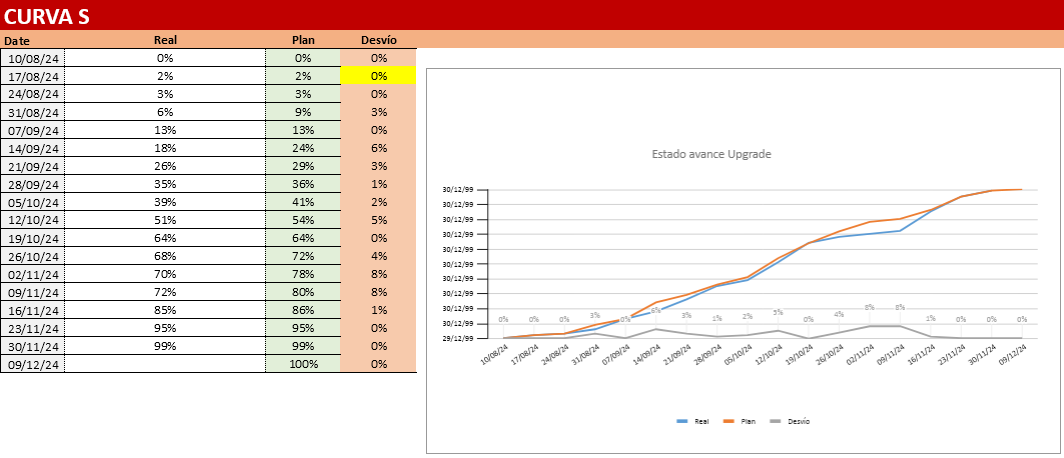 CURVA S
Date Real Plan Desvío
10/08/24 0% 0% 0%
17/08/24 2% 2% 0%
24/08/24 3% 3% 0%
31/08/24 6% 9% 3%
07/09/24 13% 13% 0%
14/09/24 18% 24% 6%
21/09/24 26% 29% 3%
28/09/24 35% 36% 1%
05/10/24 39% 41% 2%
12/10/24 51% 54% 5%
19/10/24 64% 64% 0%
26/10/24 68% 72% 4%
02/11/24 70% 78% 8%
09/11/24 72% 80% 8%
16/11/24 85% 86% 1%
23/11/24 95% 95% 0%
30/11/24 99% 99% 0%
09/12/24 100% 0%
Estado avance Upgrade
30/12/99
30/12/99
30/12/99
30/12/99
30/12/99
30/12/99
30/12/99
30/12/99
30/12/99
30/12/99
29/12/99
0% 0% 0% 3% 0% 6% 3% 1% 2% 5% 0% 4% 8% 8% 1% 0% 0% 0%
10/08/24 17/08/24 24/08/24 31/08/24 07/09/24 14/09/24 21/09/24 28/09/24 05/10/24 12/10/24 19/10/24 26/10/24 02/11/24 09/11/24 16/11/24 23/11/24 30/11/24 09/12/24
Real Plan Desvío